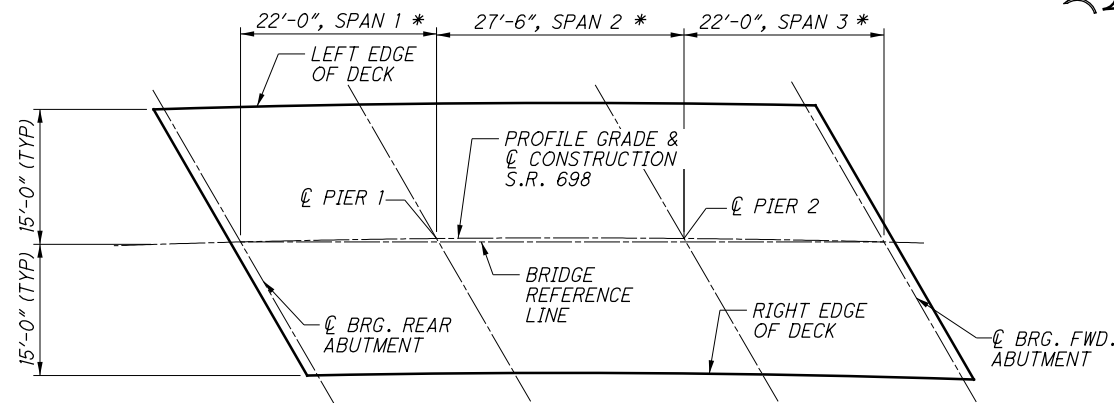 22'-0", SPAN 1 *
27'-6", SPAN 2 *
22'-0", SPAN 3 *
LEFT EDGE
OF DECK
PROFILE GRADE &
℄ CONSTRUCTION
S.R. 698
15'-0" (TYP)
℄ PIER 1
℄ PIER 2
15'-0" (TYP)
BRIDGE
REFERENCE
LINE
℄ BRG. REAR
ABUTMENT
RIGHT EDGE
OF DECK
℄ BRG. FWD.
ABUTMENT